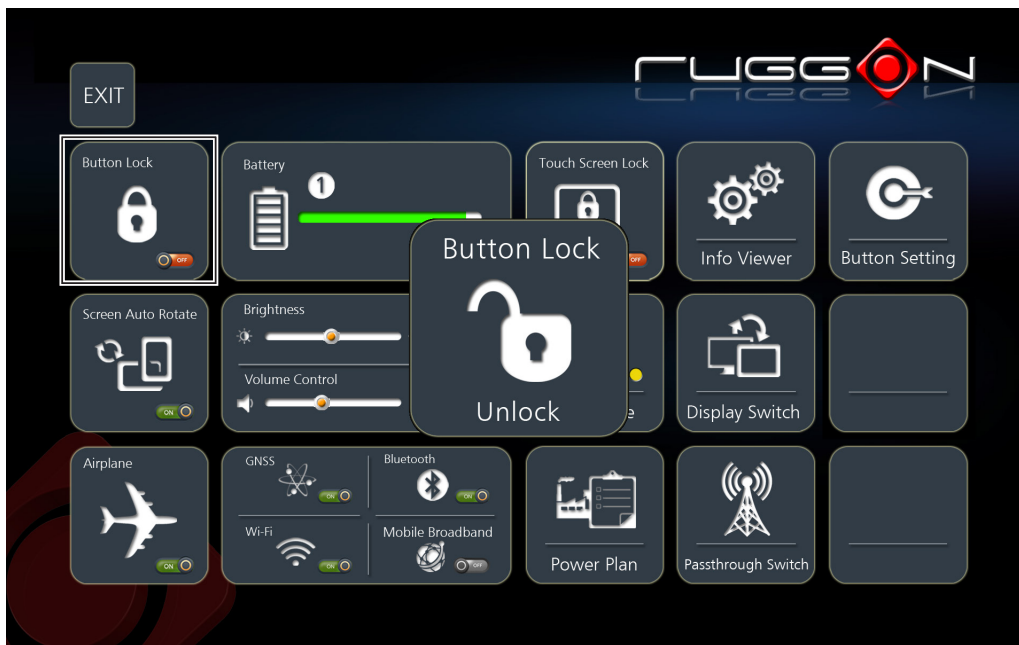 EXIT
RUGGON
Button Lock
OFF
Battery
1
Touch Screen Lock
OFF
Info Viewer
Button Setting
Button Lock
Unlock
Screen Auto Rotate
ON
Brightness
Volume Control
e
Display Switch
Airplane
ON
GNSS
ON
Bluetooth
ON
Wi-Fi
ON
Mobile Broadband
OFF
Power Plan
Passthrough Switch